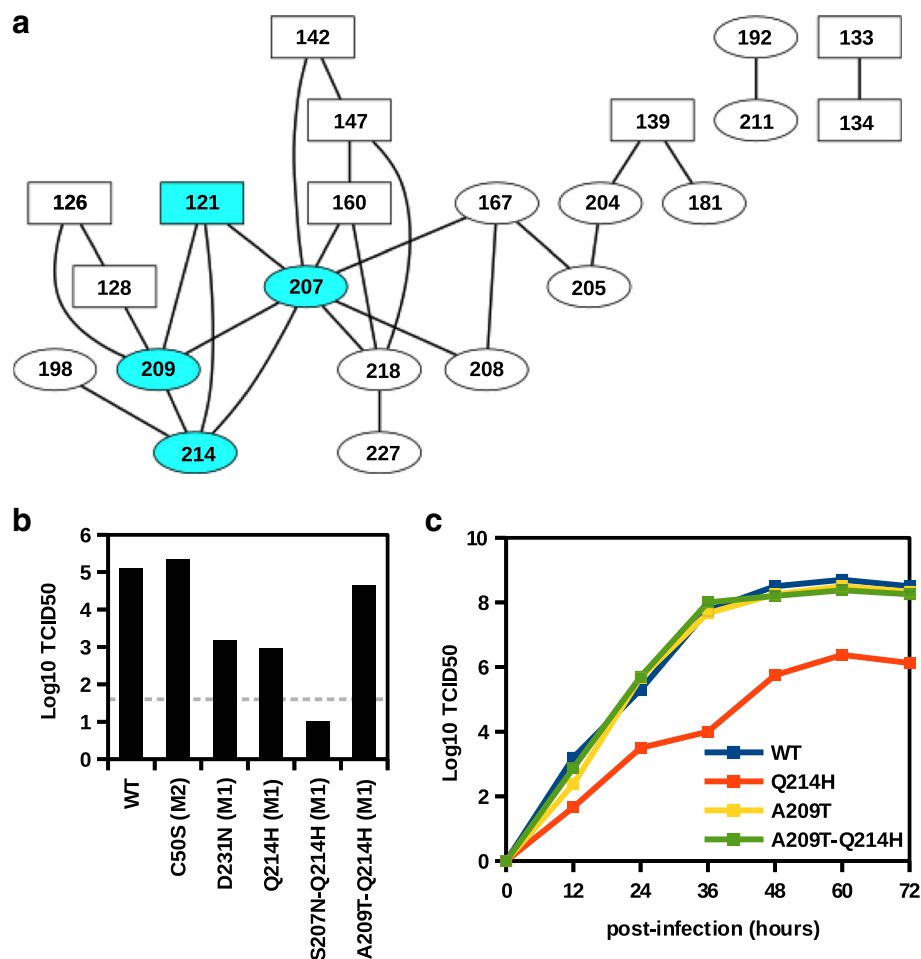 a
142
192
133
147
139
211
134
126
121
160
167
204
181
128
207
205
198
209
218
208
214
227
b
c
6
5
4
3
2
1
0
Log10 TCID50
WT
C50S (M2)
D231N (M1)
Q214H (M1)
S207N-Q214H (M1)
A209T-Q214H (M1)
10
8
6
4
2
0
Log10 TCID50
WT
Q214H
A209T
A209T-Q214H
0 12 24 36 48 60 72
post-infection (hours)